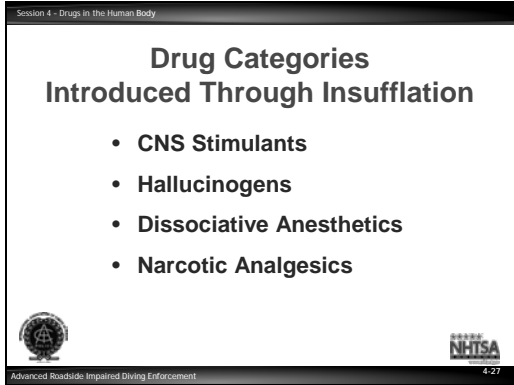 Session 4 - Drugs in the Human Body
Drug Categories
Introduced Through Insufflation
• CNS Stimulants
• Hallucinogens
• Dissociative Anesthetics
• Narcotic Analgesics
NHTSA
Advanced Roadside Impaired Diving Enforcement
4-27